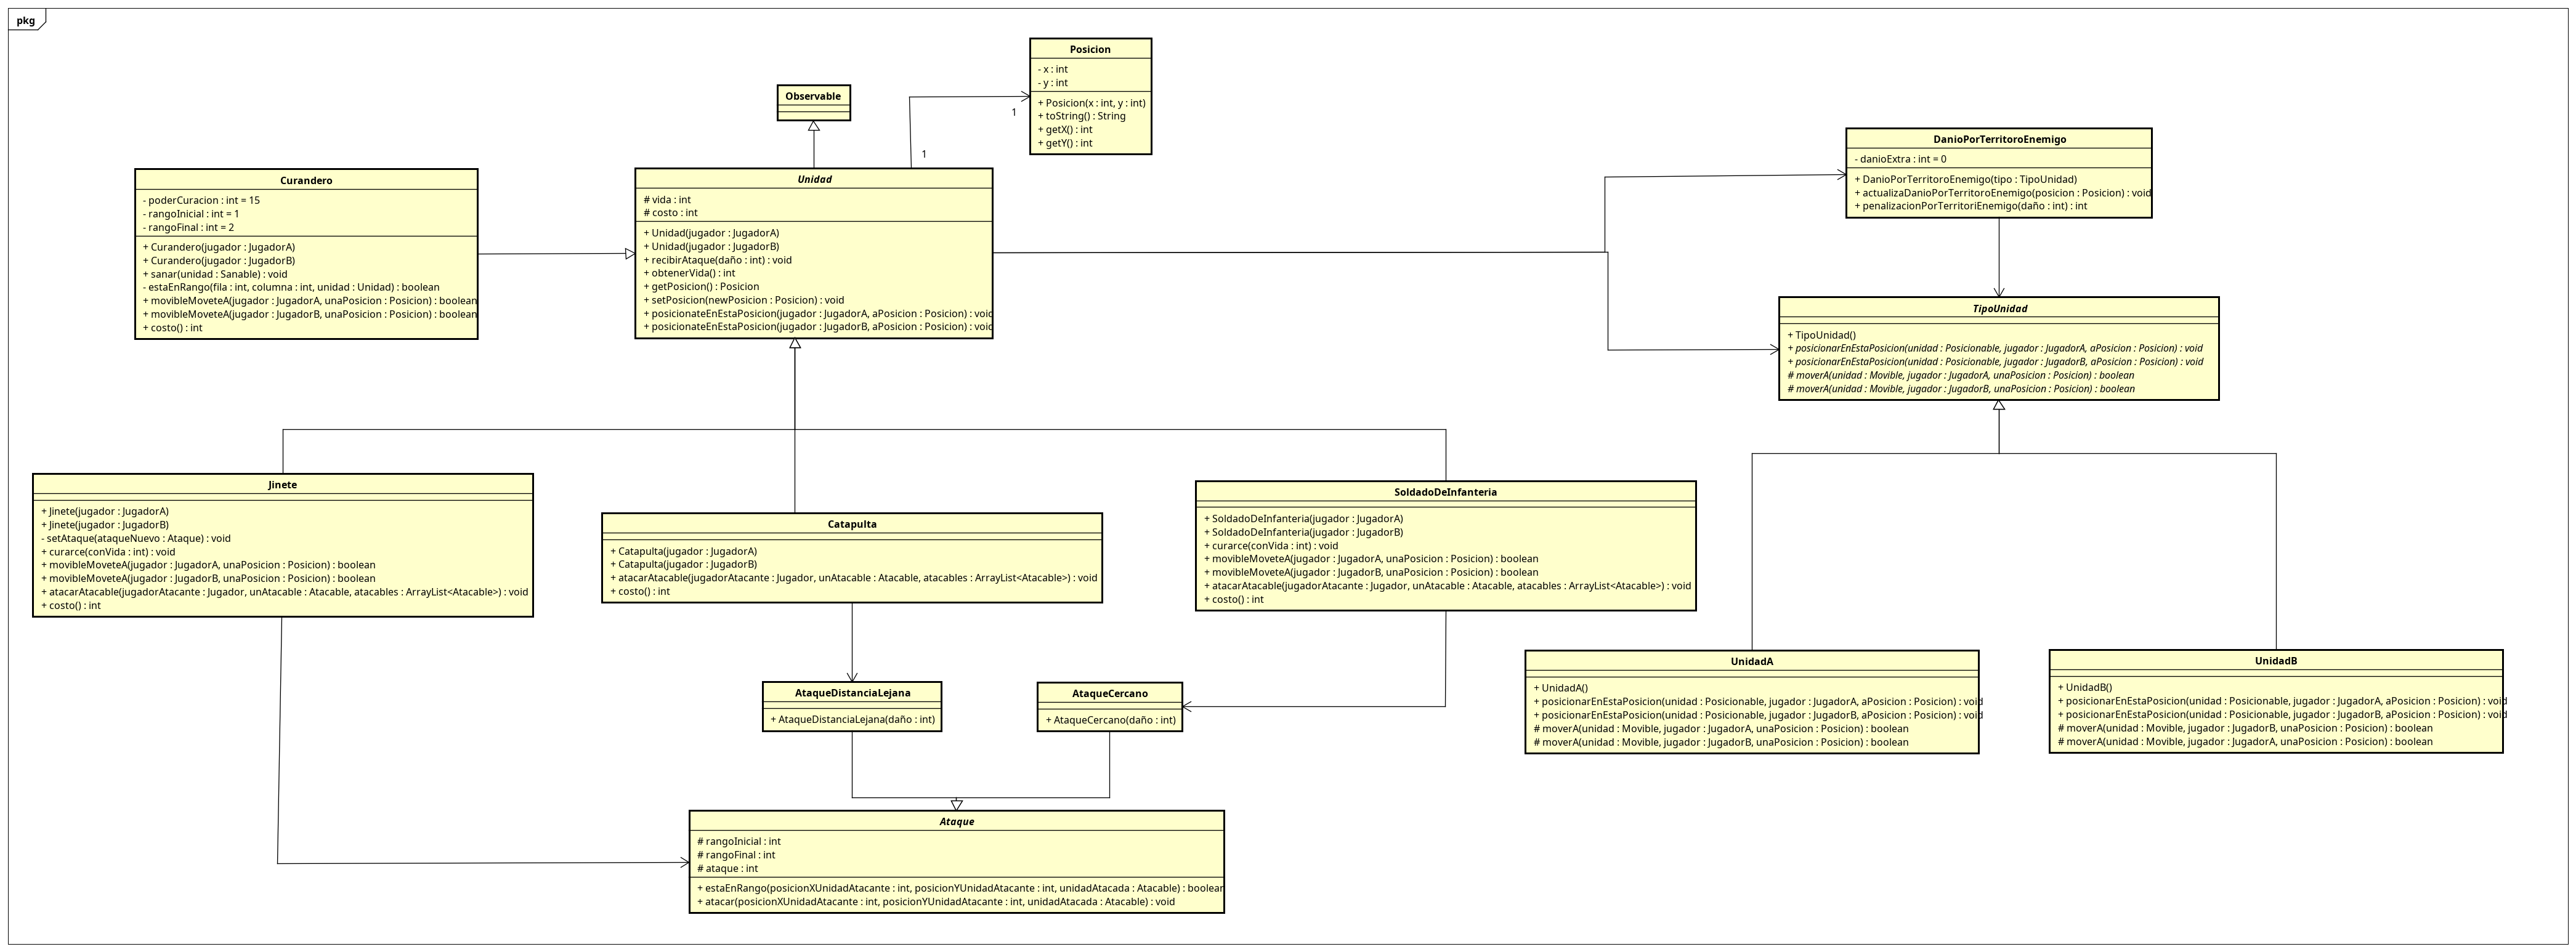 pkg
Posicion
- x : int
- y : int
+ Posicion(x : int, y : int)
+ toString() : String
+ getX() : int
+ getY() : int
Observable
1
1
DanioPorTerritoroEnemigo
- danioExtra : int = 0
+ DanioPorTerritoroEnemigo(tipo : TipoUnidad)
+ actualizaDanioPorTerritoroEnemigo(posicion : Posicion) : void
+ penalizacionPorTerritoriEnemigo(daño : int) : int
Curandero
- poderCuracion : int = 15
- rangoInicial : int = 1
- rangoFinal : int = 2
+ Curandero(jugador : JugadorA)
+ Curandero(jugador : JugadorB)
+ sanar(unidad : Sanable) : void
- estaEnRango(fila : int, columna : int, unidad : Unidad) : boolean
+ movibleMoveteA(jugador : JugadorA, unaPosicion : Posicion) : boolean
+ movibleMoveteA(jugador : JugadorB, unaPosicion : Posicion) : boolean
+ costo() : int
Unidad
# vida : int
# costo : int
+ Unidad(jugador : JugadorA)
+ Unidad(jugador : JugadorB)
+ recibirAtaque(daño : int) : void
+ obtenerVida() : int
+ getPosicion() : Posicion
+ setPosicion(newPosicion : Posicion) : void
+ posicionateEnEstaPosicion(jugador : JugadorA, aPosicion : Posicion) : void
+ posicionateEnEstaPosicion(jugador : JugadorB, aPosicion : Posicion) : void
TipoUnidad
+ TipoUnidad()
+ posicionarEnEstaPosicion(unidad : Posicionable, jugador : JugadorA, aPosicion : Posicion) : void
+ posicionarEnEstaPosicion(unidad : Posicionable, jugador : JugadorB, aPosicion : Posicion) : void
# moverA(unidad : Movible, jugador : JugadorA, unaPosicion : Posicion) : boolean
# moverA(unidad : Movible, jugador : JugadorB, unaPosicion : Posicion) : boolean
Jinete
+ Jinete(jugador : JugadorA)
+ Jinete(jugador : JugadorB)
- setAtaque(ataqueNuevo : Ataque) : void
+ curarce(conVida : int) : void
+ movibleMoveteA(jugador : JugadorA, unaPosicion : Posicion) : boolean
+ movibleMoveteA(jugador : JugadorB, unaPosicion : Posicion) : boolean
+ atacarAtacable(jugadorAtacante : Jugador, unAtacable : Atacable, atacables : ArrayList<Atacable>) : void
+ costo() : int
Catapulta
+ Catapulta(jugador : JugadorA)
+ Catapulta(jugador : JugadorB)
+ atacarAtacable(jugadorAtacante : Jugador, unAtacable : Atacable, atacables : ArrayList<Atacable>) : void
+ costo() : int
SoldadoDeInfanteria
+ SoldadoDeInfanteria(jugador : JugadorA)
+ SoldadoDeInfanteria(jugador : JugadorB)
+ curarce(conVida : int) : void
+ movibleMoveteA(jugador : JugadorA, unaPosicion : Posicion) : boolean
+ movibleMoveteA(jugador : JugadorB, unaPosicion : Posicion) : boolean
+ atacarAtacable(jugadorAtacante : Jugador, unAtacable : Atacable, atacables : ArrayList<Atacable>) : void
+ costo() : int
AtaqueDistanciaLejana
+ AtaqueDistanciaLejana(daño : int)
AtaqueCercano
+ AtaqueCercano(daño : int)
UnidadA
+ UnidadA()
+ posicionarEnEstaPosicion(unidad : Posicionable, jugador : JugadorA, aPosicion : Posicion) : void
+ posicionarEnEstaPosicion(unidad : Posicionable, jugador : JugadorB, aPosicion : Posicion) : void
# moverA(unidad : Movible, jugador : JugadorA, unaPosicion : Posicion) : boolean
# moverA(unidad : Movible, jugador : JugadorB, unaPosicion : Posicion) : boolean
UnidadB
+ UnidadB()
+ posicionarEnEstaPosicion(unidad : Posicionable, jugador : JugadorA, aPosicion : Posicion) : void
+ posicionarEnEstaPosicion(unidad : Posicionable, jugador : JugadorB, aPosicion : Posicion) : void
# moverA(unidad : Movible, jugador : JugadorB, unaPosicion : Posicion) : boolean
# moverA(unidad : Movible, jugador : JugadorA, unaPosicion : Posicion) : boolean
Ataque
# rangoInicial : int
# rangoFinal : int
# ataque : int
+ estaEnRango(posicionXUnidadAtacante : int, posicionYUnidadAtacante : int, unidadAtacada : Atacable) : boolean
+ atacar(posicionXUnidadAtacante : int, posicionYUnidadAtacante : int, unidadAtacada : Atacable) : void